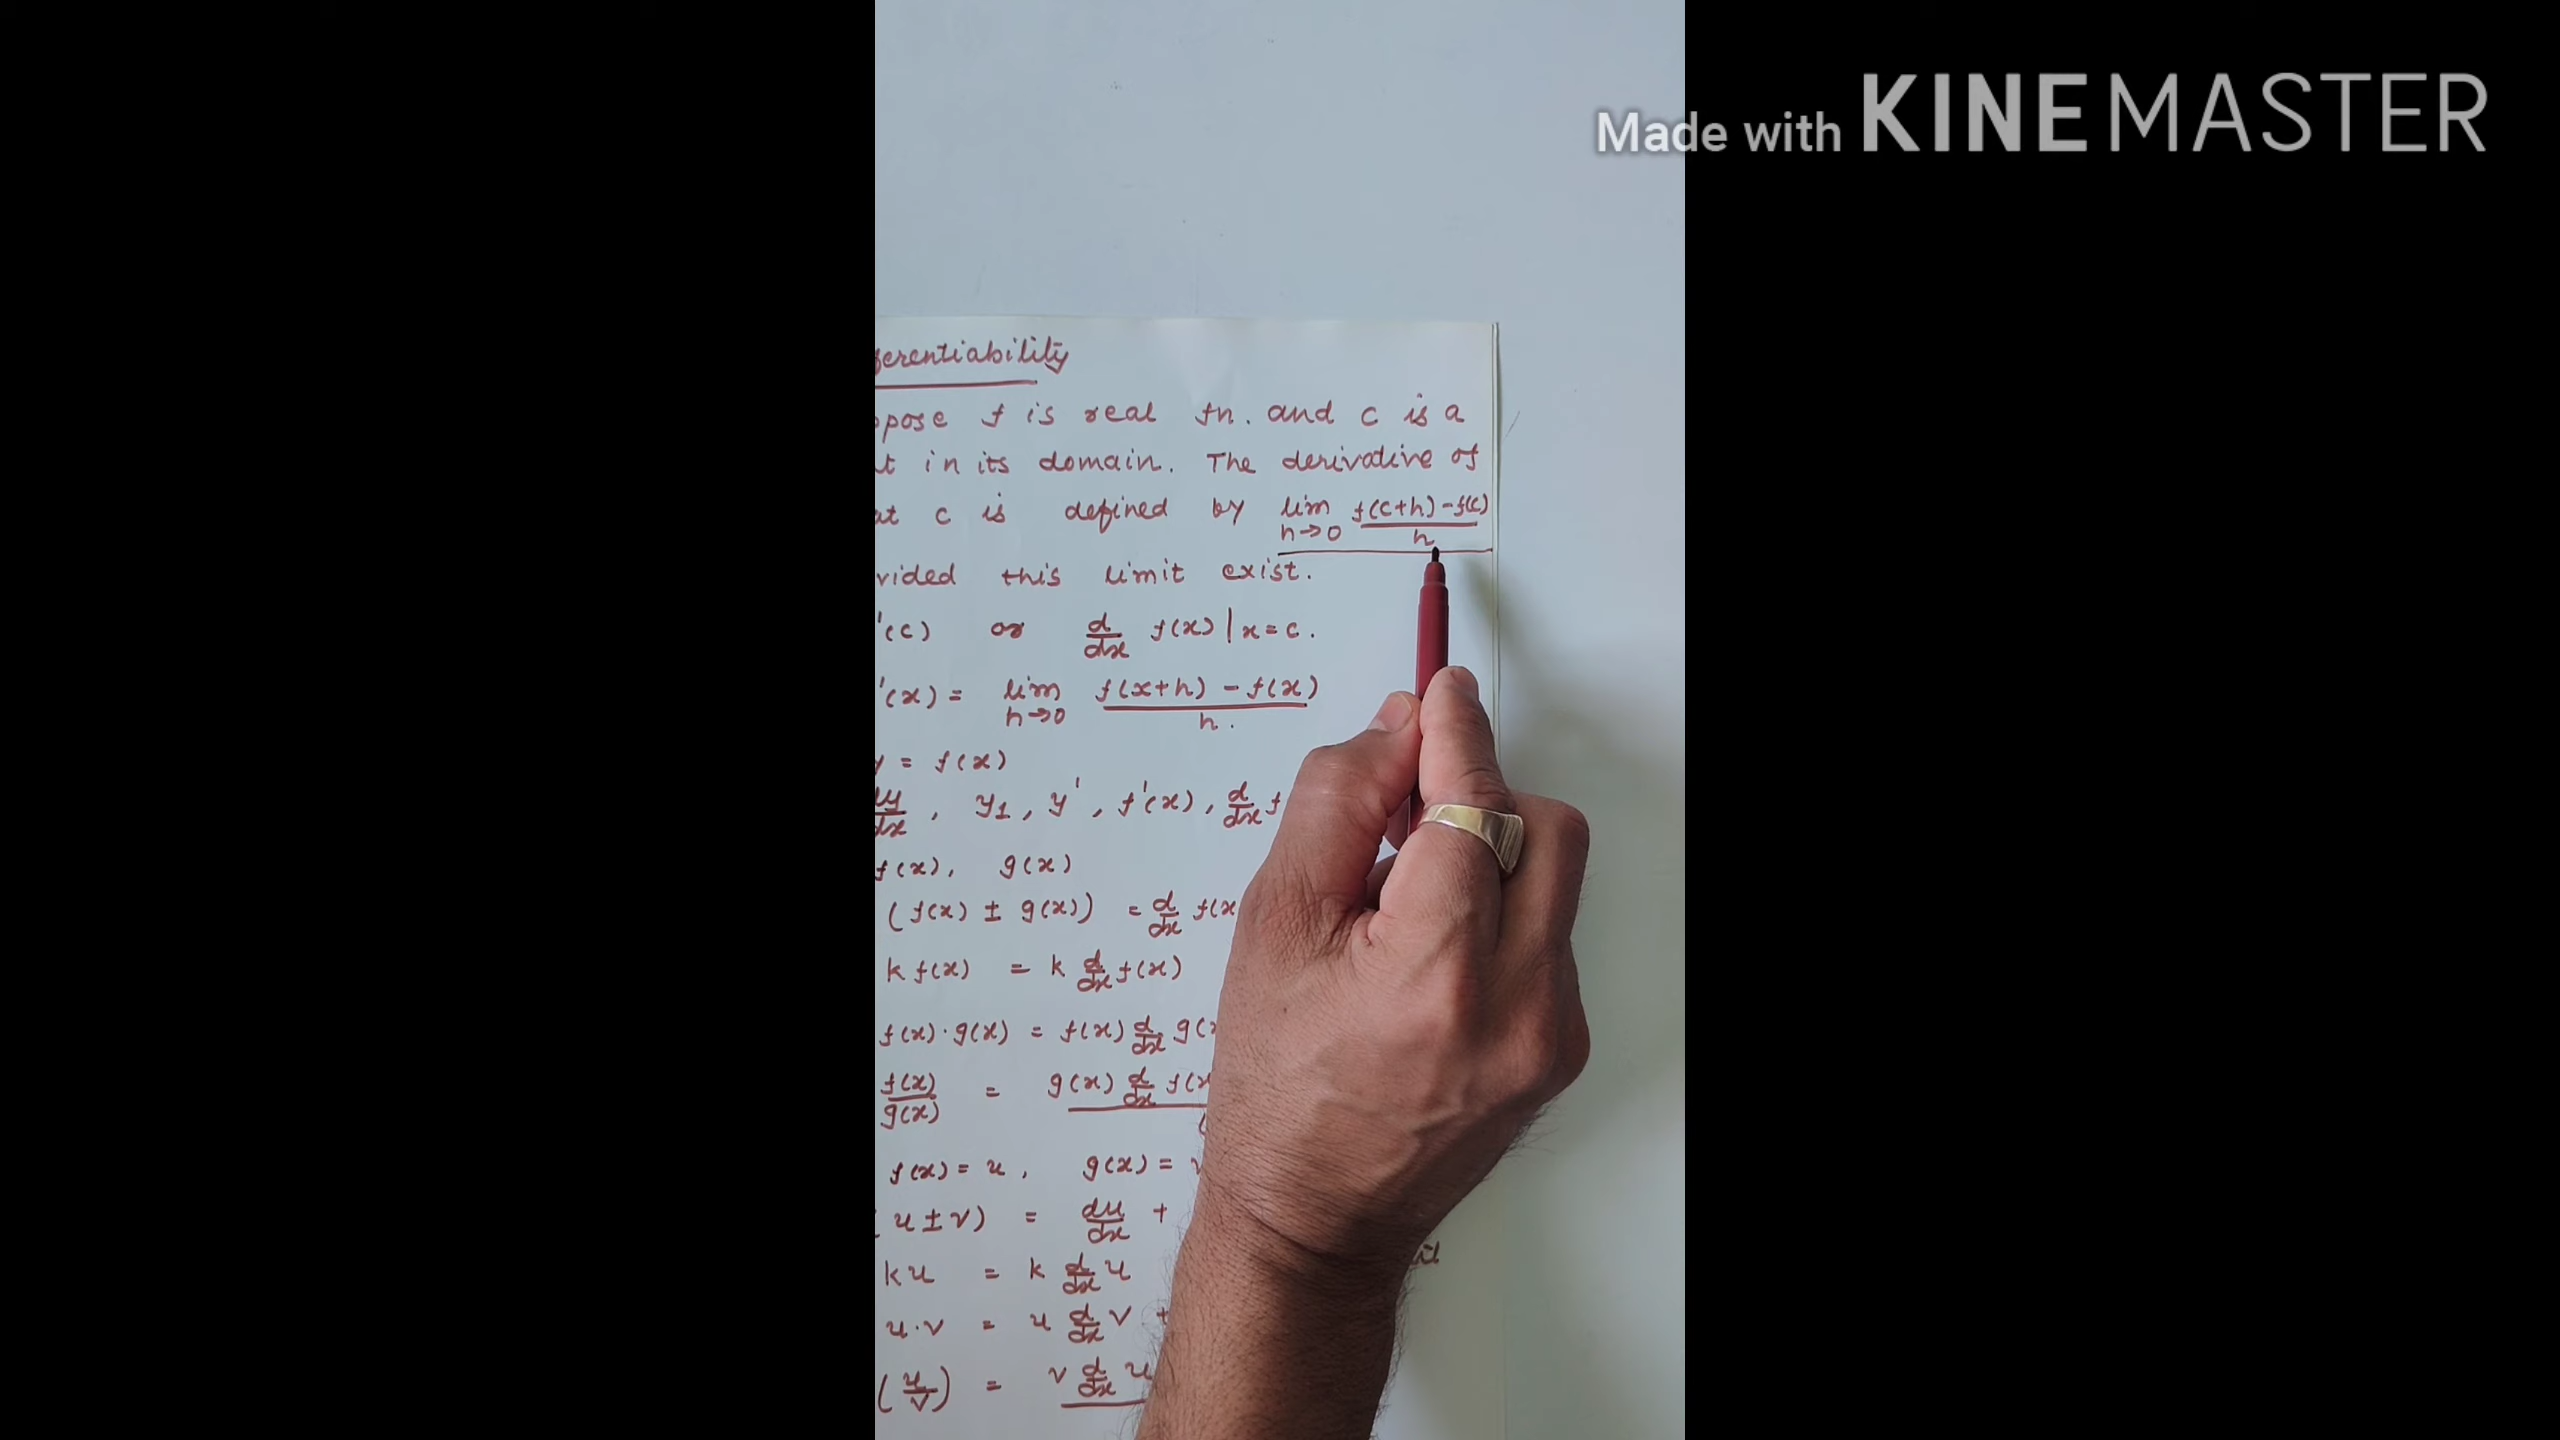 Made with KINEMASTER
ferentiability
pose f is real fn. and c is a
t in its domain. The derivative of
at c is defined by lim h→0 f(c+h)-f(c) / h
vided this limit exist.
'(c) or d/dx f(x) | x = c.
'(x) = lim h→0 f(x+h) - f(x) / h.
y = f(x)
dy/dx , y1 , y' , f'(x) , d/dx f
f(x), g(x)
(f(x) ± g(x)) = d/dx f(x
k f(x) = k d/dx f(x)
f(x)·g(x) = f(x) d/dx g(x
f(x)/g(x) = g(x) d/dx f(x
f(x) = u , g(x) = v
(u ± v) = du/dx +
ku = k d/dx u
u·v = u d/dx v +
(u/v) = v d/dx u